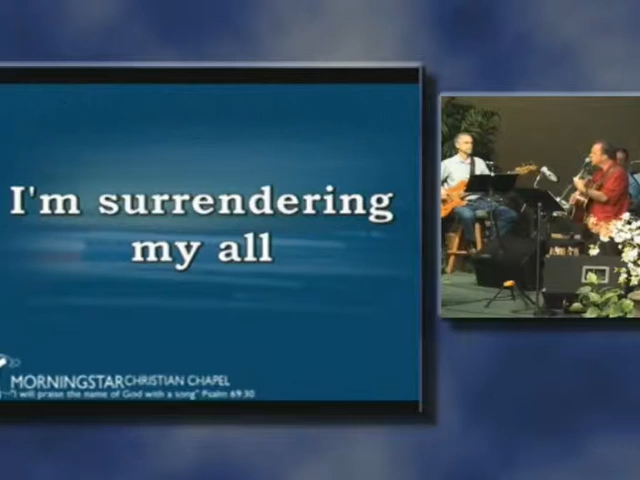 I'm surrendering
my all
MORNINGSTAR CHRISTIAN CHAPEL
"I will praise the name of God with a song" Psalm 69:30